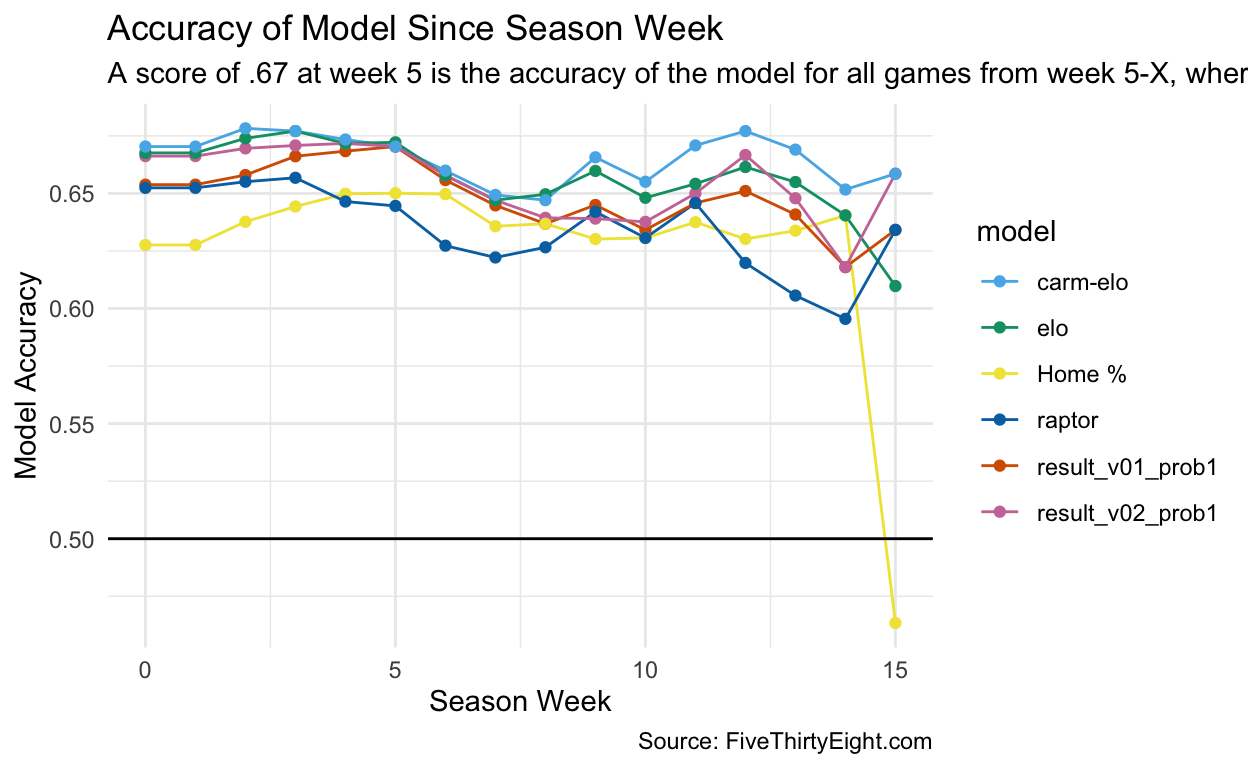 Accuracy of Model Since Season Week
A score of .67 at week 5 is the accuracy of the model for all games from week 5-X, wher
Model Accuracy
0.65
0.60
0.55
0.50
0
5
10
15
Season Week
model
carm-elo
elo
Home %
raptor
result_v01_prob1
result_v02_prob1
Source: FiveThirtyEight.com